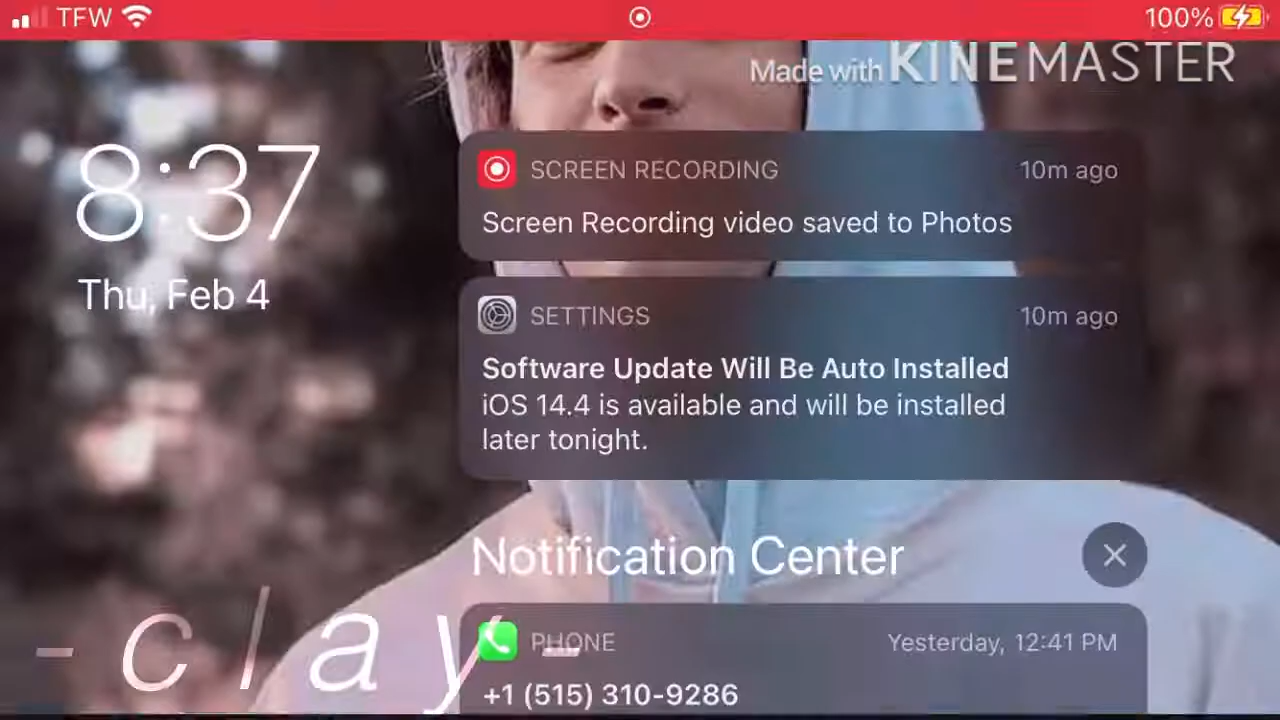 TFW
100%
Made with KINEMASTER
8:37
Thu, Feb 4
SCREEN RECORDING
10m ago
Screen Recording video saved to Photos
SETTINGS
10m ago
Software Update Will Be Auto Installed
iOS 14.4 is available and will be installed
later tonight.
Notification Center
PHONE
Yesterday, 12:41 PM
+1 (515) 310-9286
- c l a y -